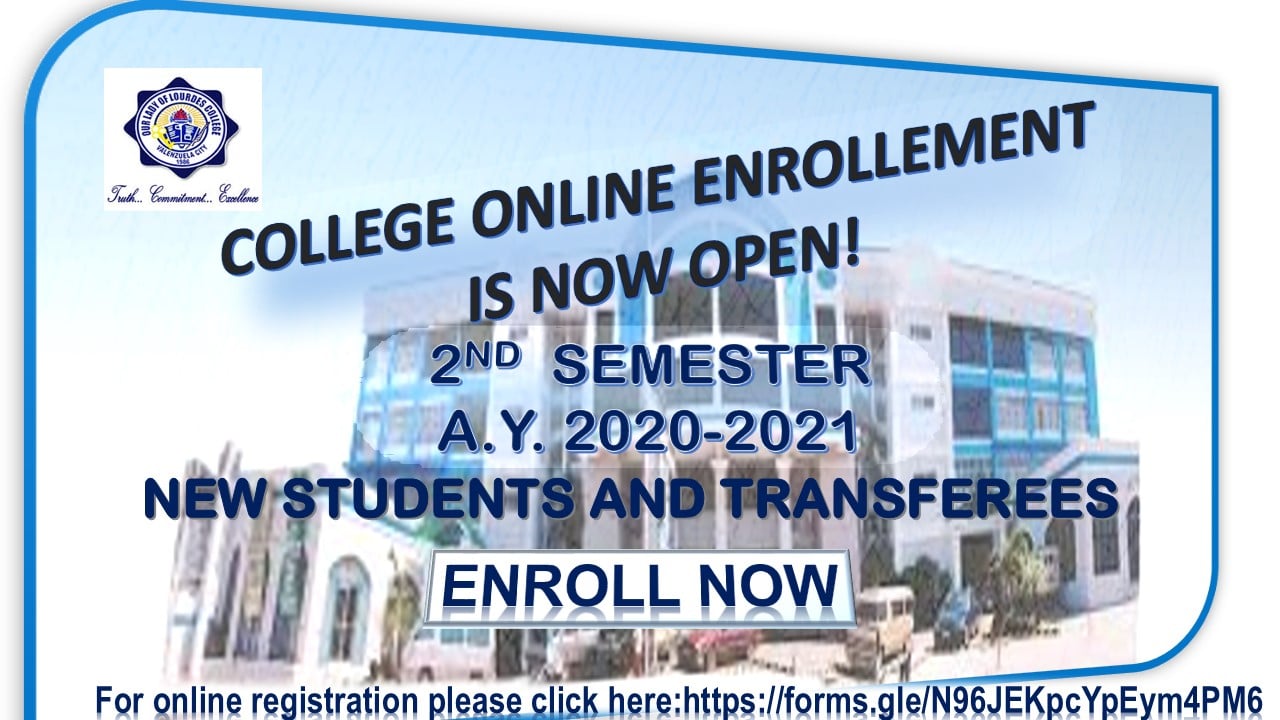 OUR LADY OF LOURDES COLLEGE
VALENZUELA CITY
1986
Truth... Commitment... Excellence
COLLEGE ONLINE ENROLLEMENT
IS NOW OPEN!
2ND SEMESTER
A.Y. 2020-2021
NEW STUDENTS AND TRANSFEREES
ENROLL NOW
For online registration please click here:https://forms.gle/N96JEKpcYpEym4PM6